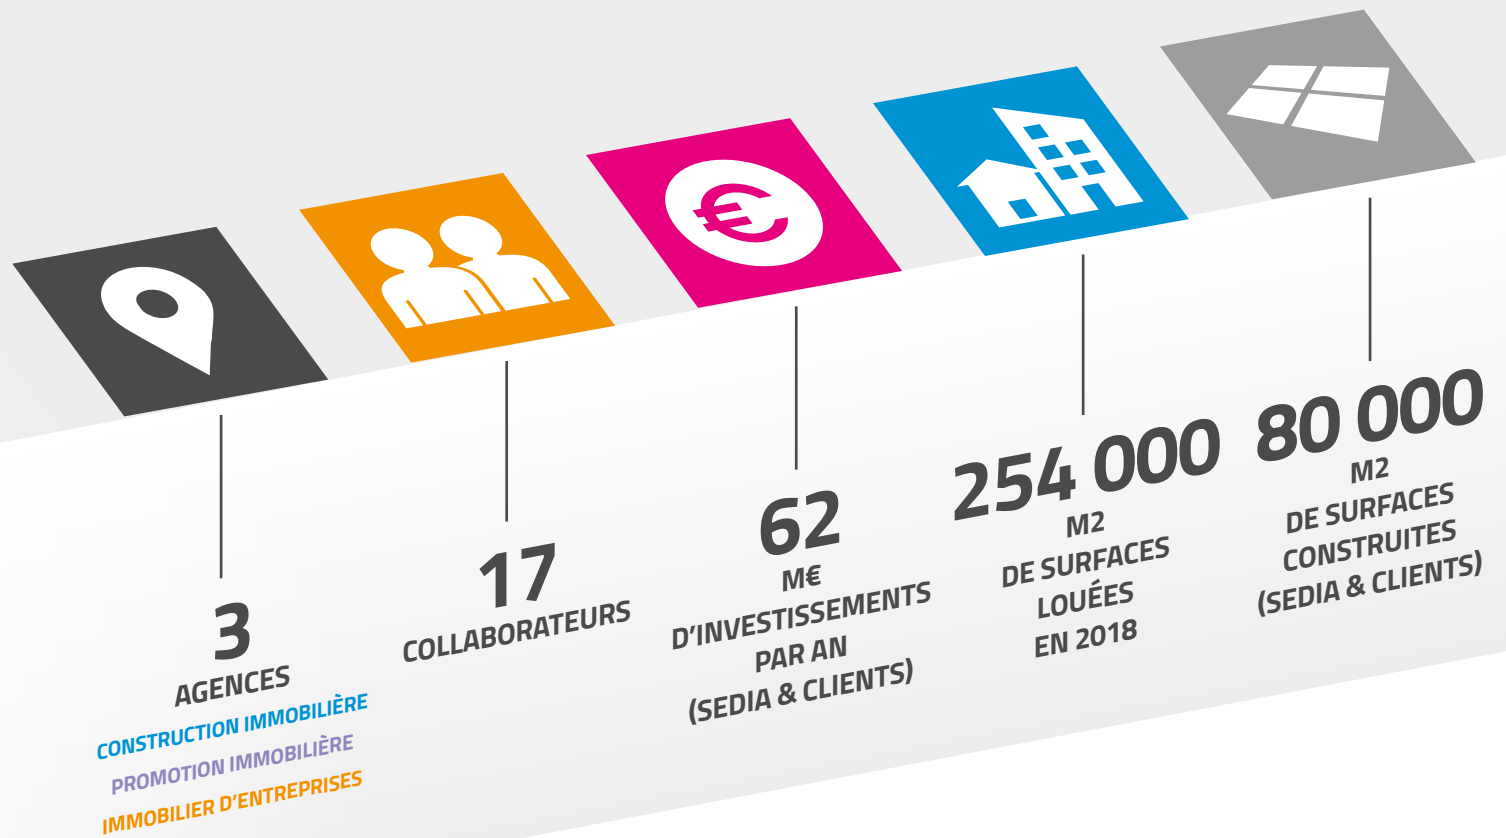 3
AGENCES
CONSTRUCTION IMMOBILIÈRE
PROMOTION IMMOBILIÈRE
IMMOBILIER D'ENTREPRISES
17
COLLABORATEURS
62
M€
D'INVESTISSEMENTS
PAR AN
(SEDIA & CLIENTS)
254 000
M2
DE SURFACES
LOUÉES
EN 2018
80 000
M2
DE SURFACES
CONSTRUITES
(SEDIA & CLIENTS)